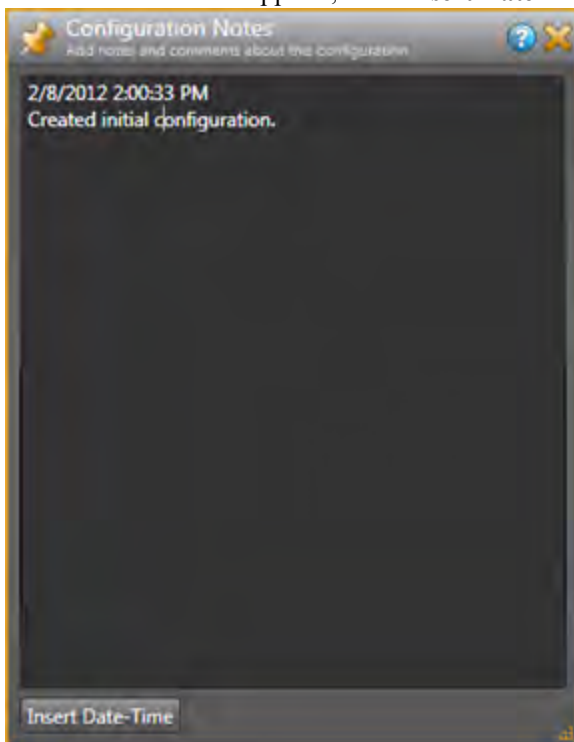 Configuration Notes
Add notes and comments about this configuration
2/8/2012 2:00:33 PM
Created initial configuration.
Insert Date-Time